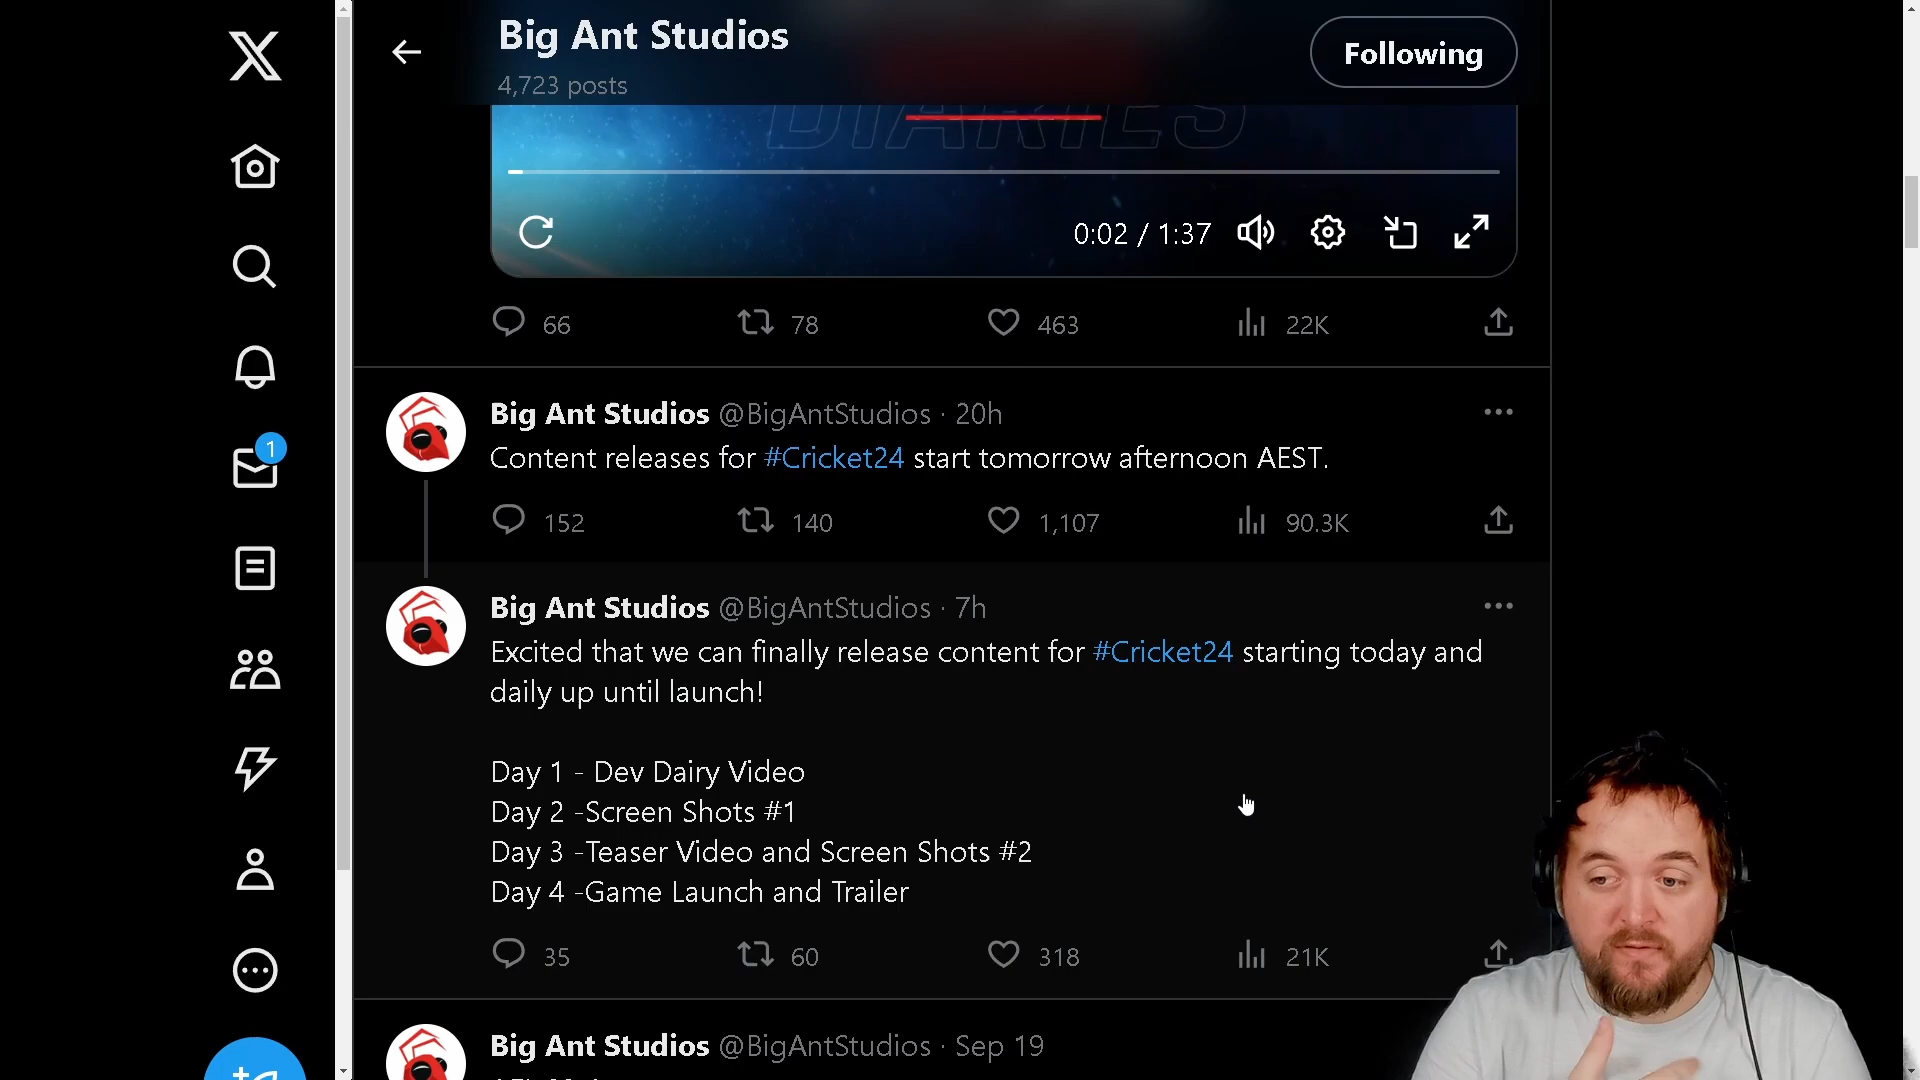 Big Ant Studios
4,723 posts
Following
DIARIES
0:02 / 1:37
66 78 463 22K
Big Ant Studios @BigAntStudios · 20h
Content releases for #Cricket24 start tomorrow afternoon AEST.
152 140 1,107 90.3K
1
Big Ant Studios @BigAntStudios · 7h
Excited that we can finally release content for #Cricket24 starting today and
daily up until launch!
Day 1 - Dev Dairy Video
Day 2 -Screen Shots #1
Day 3 -Teaser Video and Screen Shots #2
Day 4 -Game Launch and Trailer
35 60 318 21K
Big Ant Studios @BigAntStudios · Sep 19